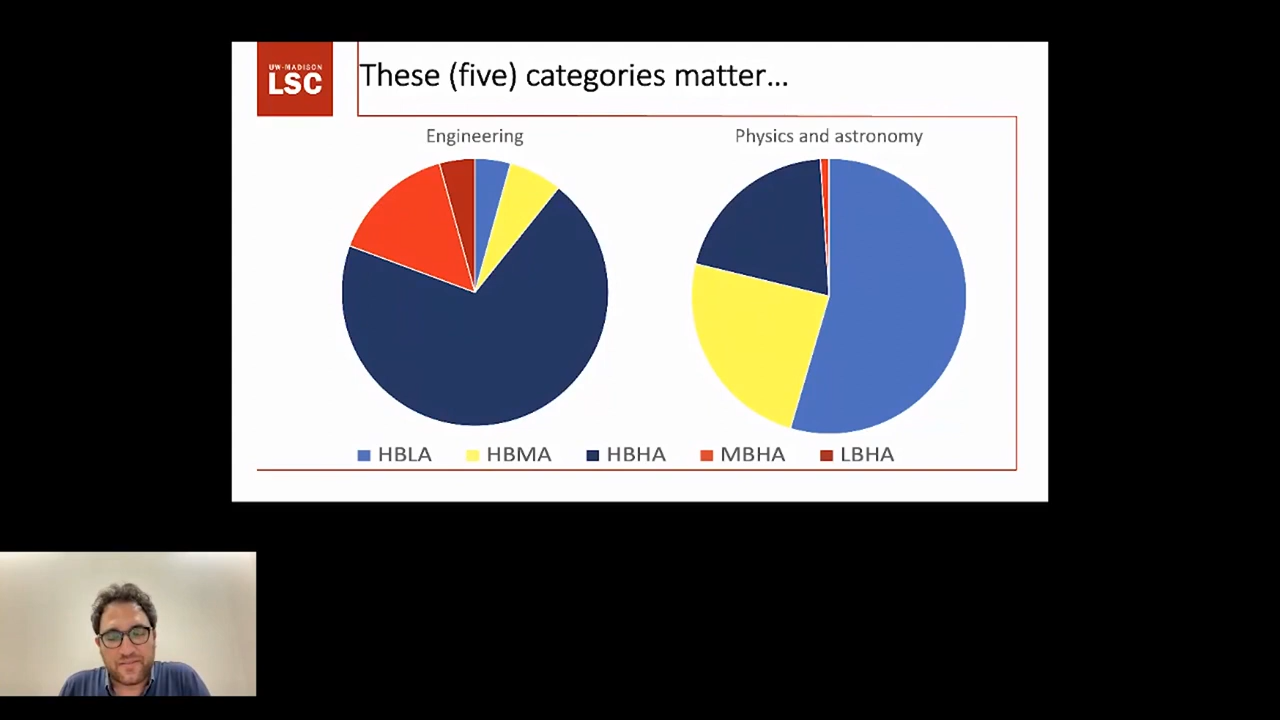 UW-MADISON
LSC
These (five) categories matter...
Engineering
Physics and astronomy
HBLA HBMA HBHA MBHA LBHA